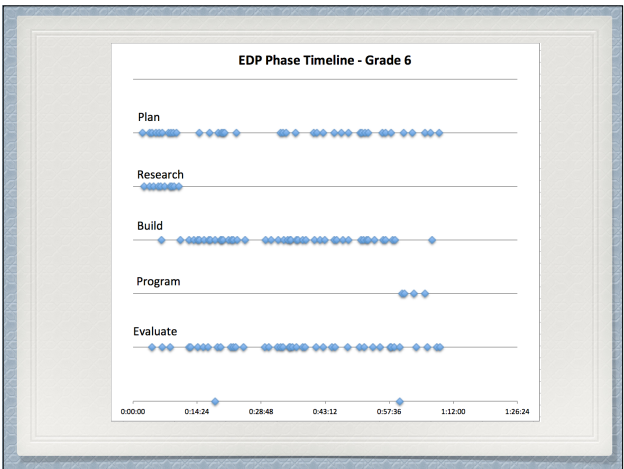 EDP Phase Timeline - Grade 6
Plan
Research
Build
Program
Evaluate
0:00:00 0:14:24 0:28:48 0:43:12 0:57:36 1:12:00 1:26:24